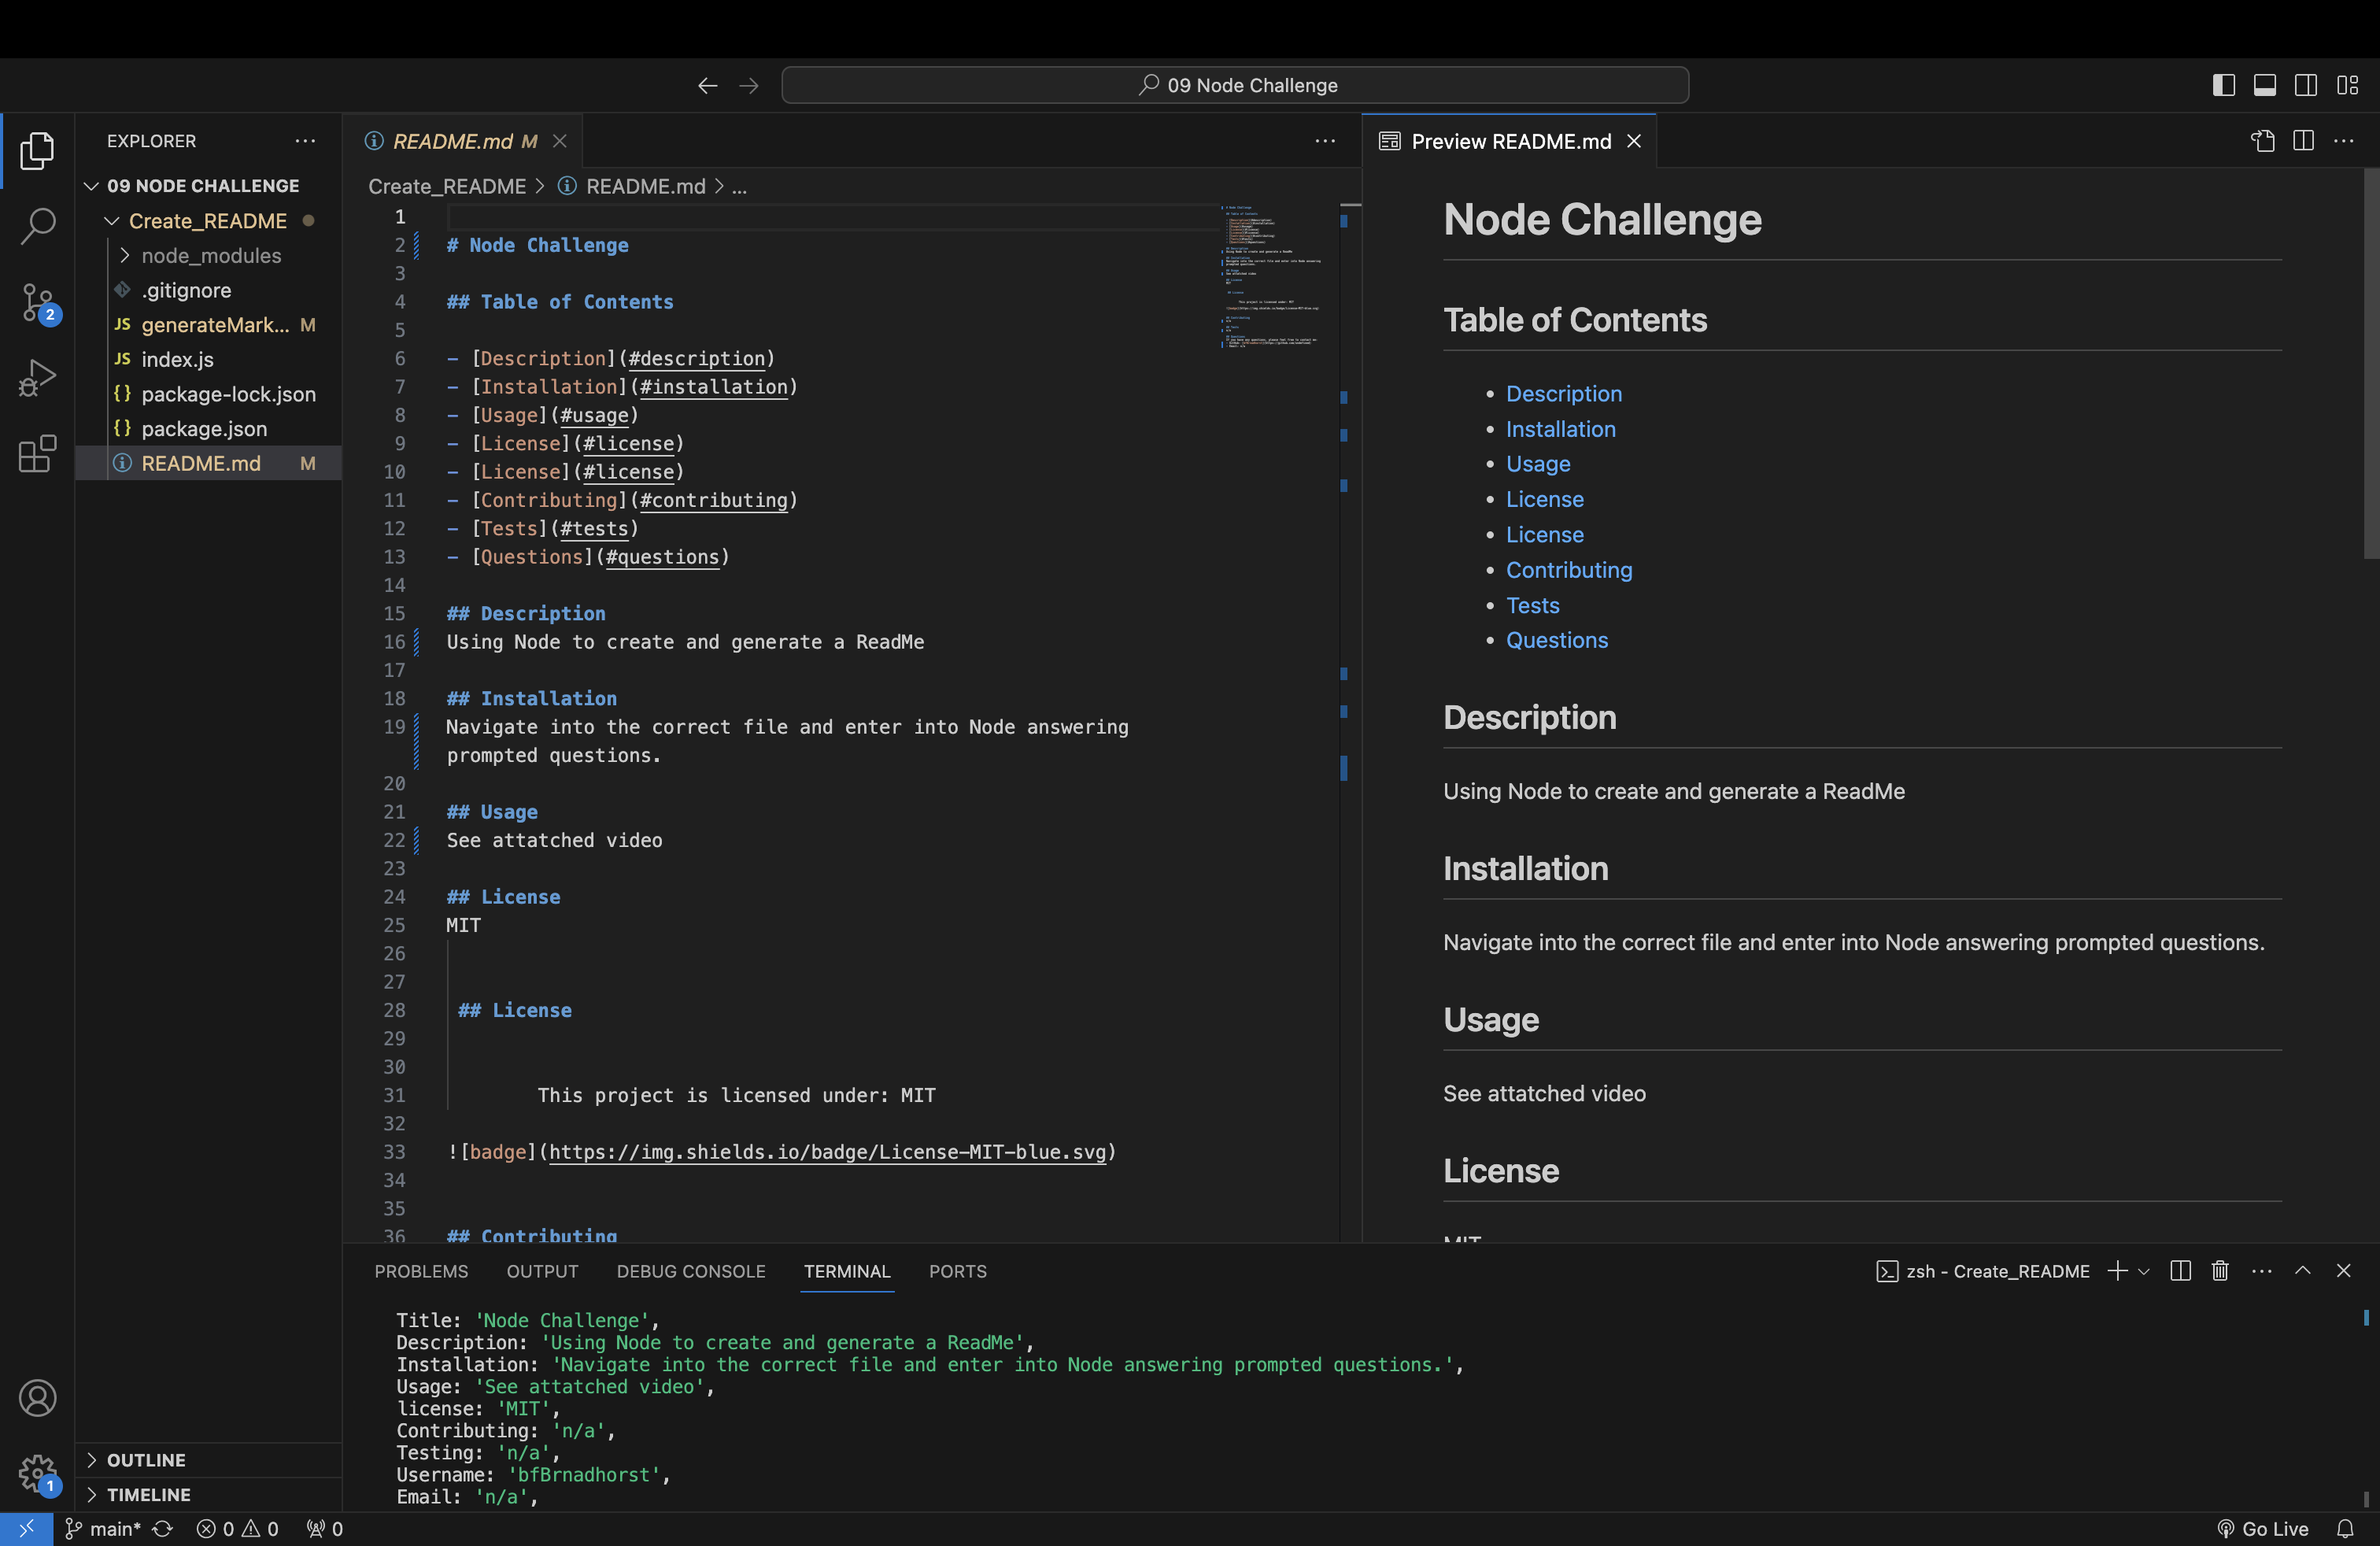 09 Node Challenge
EXPLORER
09 NODE CHALLENGE
Create_README
node_modules
.gitignore
JS generateMark... M
JS index.js
{} package-lock.json
{} package.json
README.md M
2
OUTLINE
TIMELINE
1
README.md M
Create_README > README.md > ...
1
2 # Node Challenge
3
4 ## Table of Contents
5
6 - [Description](#description)
7 - [Installation](#installation)
8 - [Usage](#usage)
9 - [License](#license)
10 - [License](#license)
11 - [Contributing](#contributing)
12 - [Tests](#tests)
13 - [Questions](#questions)
14
15 ## Description
16 Using Node to create and generate a ReadMe
17
18 ## Installation
19 Navigate into the correct file and enter into Node answering
prompted questions.
20
21 ## Usage
22 See attatched video
23
24 ## License
25 MIT
26
27
28 ## License
29
30
31 This project is licensed under: MIT
32
33 ![badge](https://img.shields.io/badge/License-MIT-blue.svg)
34
35
36 ## Contributing
Preview README.md
Node Challenge
Table of Contents
• Description
• Installation
• Usage
• License
• License
• Contributing
• Tests
• Questions
Description
Using Node to create and generate a ReadMe
Installation
Navigate into the correct file and enter into Node answering prompted questions.
Usage
See attatched video
License
MIT
PROBLEMS OUTPUT DEBUG CONSOLE TERMINAL PORTS
zsh - Create_README
Title: 'Node Challenge',
Description: 'Using Node to create and generate a ReadMe',
Installation: 'Navigate into the correct file and enter into Node answering prompted questions.',
Usage: 'See attatched video',
license: 'MIT',
Contributing: 'n/a',
Testing: 'n/a',
Username: 'bfBrnadhorst',
Email: 'n/a',
main* 0 0 0
Go Live